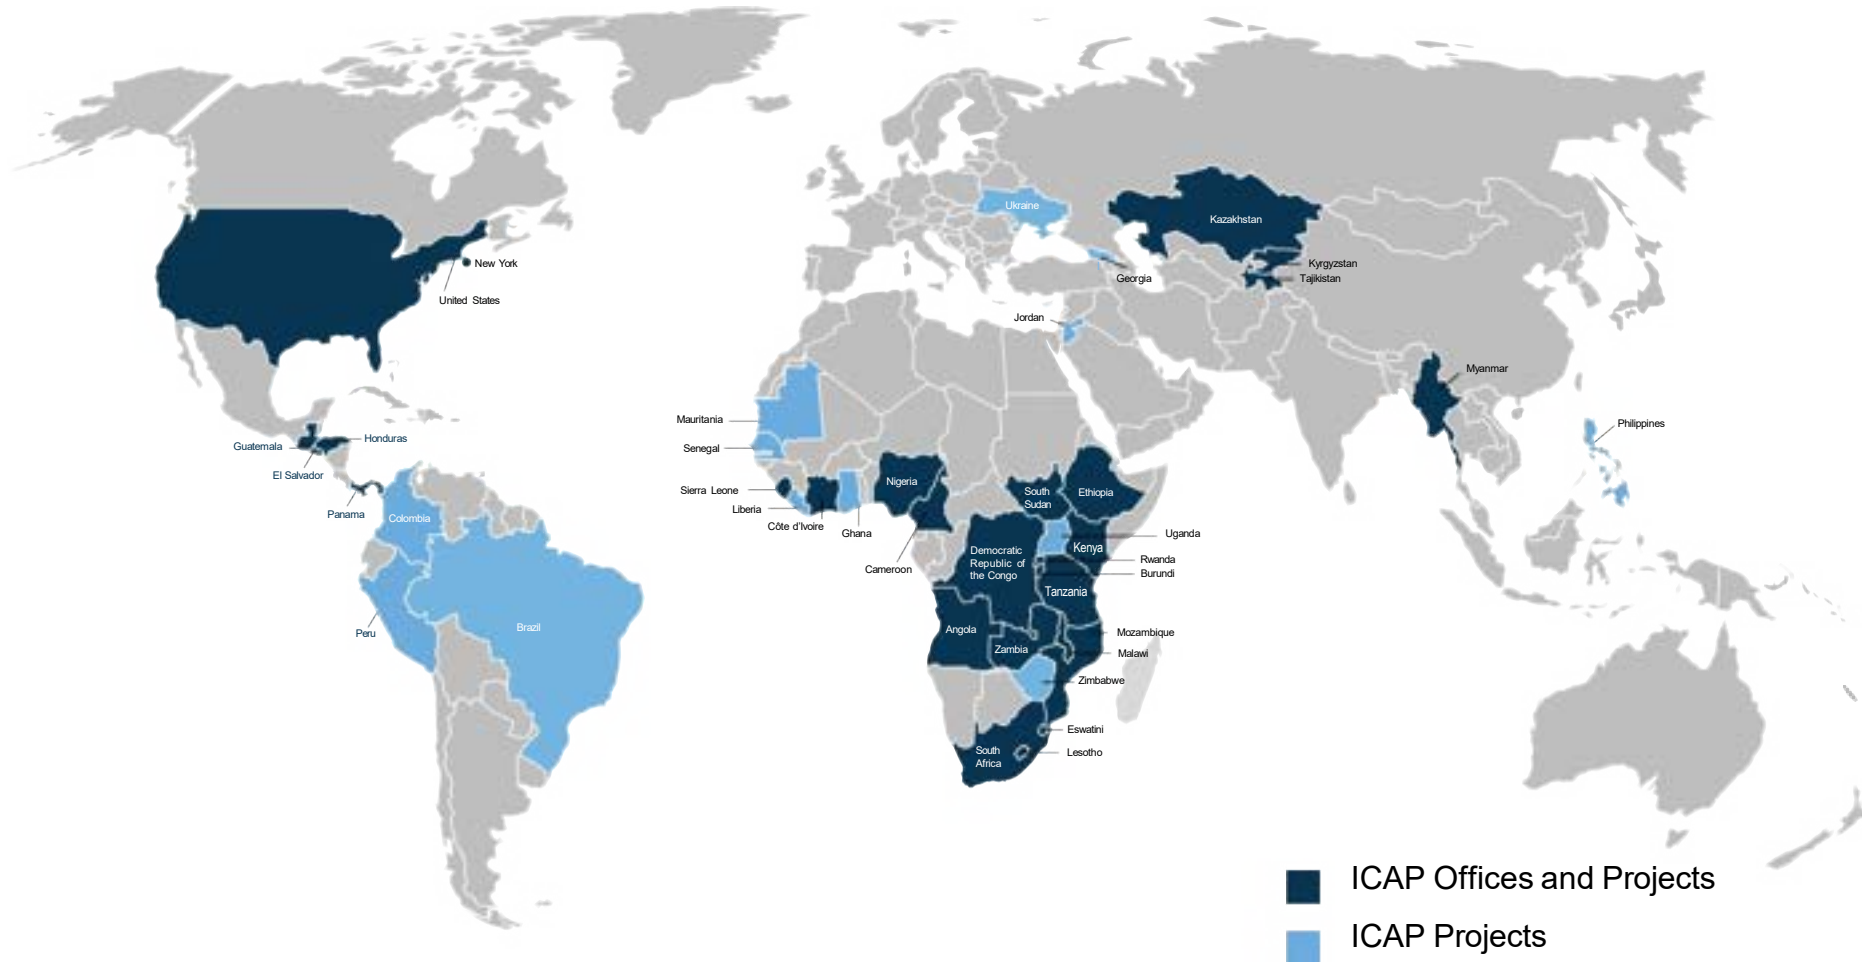 Ukraine
Kazakhstan
New York
Kyrgyzstan
Georgia
Tajikistan
United States
Jordan
Myanmar
Mauritania
Philippines
Guatemala
Honduras
Senegal
El Salvador
Nigeria
Sierra Leone
South
Sudan
Ethiopia
Liberia
Panama
Colombia
Côte d'Ivoire
Ghana
Uganda
Kenya
Democratic
Republic of
the Congo
Rwanda
Cameroon
Burundi
Tanzania
Peru
Brazil
Angola
Mozambique
Zambia
Malawi
Zimbabwe
Eswatini
South
Africa
Lesotho
ICAP Offices and Projects
ICAP Projects